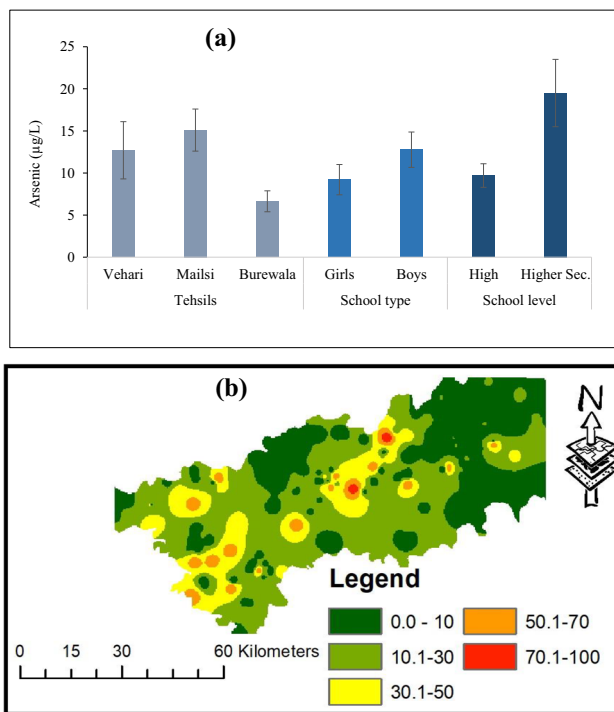 (a)
25
20
15
10
5
0
Arsenic (µg/L)
Vehari Mailsi Burewala Girls Boys High Higher Sec.
Tehsils School type School level
(b)
N
Legend
0.0 - 10 50.1-70
10.1-30 70.1-100
30.1-50
0 15 30 60 Kilometers